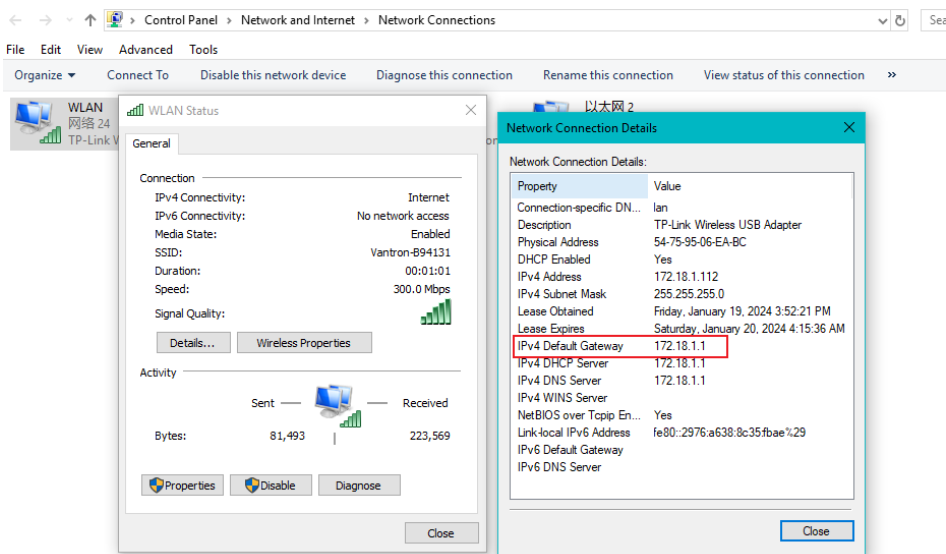 Control Panel > Network and Internet > Network Connections
Sea
File Edit View Advanced Tools
Organize Connect To Disable this network device Diagnose this connection Rename this connection View status of this connection »
WLAN
网络 24
TP-Link W
以太网 2
on
WLAN Status
General
Connection
IPv4 Connectivity: Internet
IPv6 Connectivity: No network access
Media State: Enabled
SSID: Vantron-B94131
Duration: 00:01:01
Speed: 300.0 Mbps
Signal Quality:
Details... Wireless Properties
Activity
Sent Received
Bytes: 81,493 223,569
Properties Disable Diagnose
Close
Network Connection Details
Network Connection Details:
Property Value
Connection-specific DN... lan
Description TP-Link Wireless USB Adapter
Physical Address 54-75-95-06-EA-BC
DHCP Enabled Yes
IPv4 Address 172.18.1.112
IPv4 Subnet Mask 255.255.255.0
Lease Obtained Friday, January 19, 2024 3:52:21 PM
Lease Expires Saturday, January 20, 2024 4:15:36 AM
IPv4 Default Gateway 172.18.1.1
IPv4 DHCP Server 172.18.1.1
IPv4 DNS Server 172.18.1.1
IPv4 WINS Server
NetBIOS over Tcpip En... Yes
Link-local IPv6 Address fe80::2976:a638:8c35:fbae%29
IPv6 Default Gateway
IPv6 DNS Server
Close